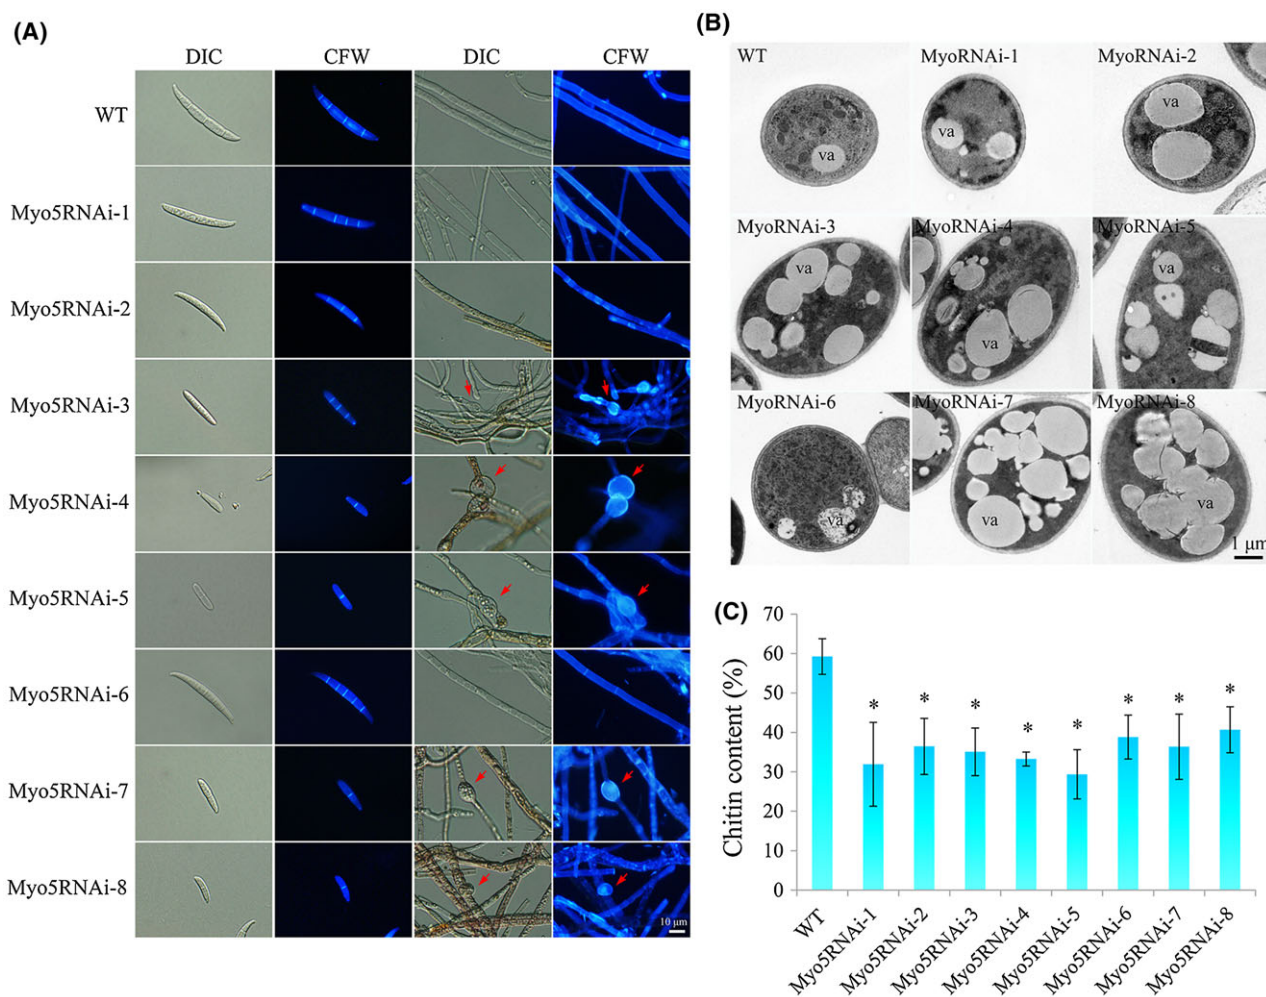 (A)
DIC CFW DIC CFW
WT
Myo5RNAi-1
Myo5RNAi-2
Myo5RNAi-3
Myo5RNAi-4
Myo5RNAi-5
Myo5RNAi-6
Myo5RNAi-7
Myo5RNAi-8
10 μm
(B)
WT MyoRNAi-1 MyoRNAi-2
va va va
MyoRNAi-3 MyoRNAi-4 MyoRNAi-5
va va va
MyoRNAi-6 MyoRNAi-7 MyoRNAi-8
va va va
1 μm
(C)
Chitin content (%)
70
60
50
40
30
20
10
0
* * * * * * * *
WT Myo5RNAi-1 Myo5RNAi-2 Myo5RNAi-3 Myo5RNAi-4 Myo5RNAi-5 Myo5RNAi-6 Myo5RNAi-7 Myo5RNAi-8